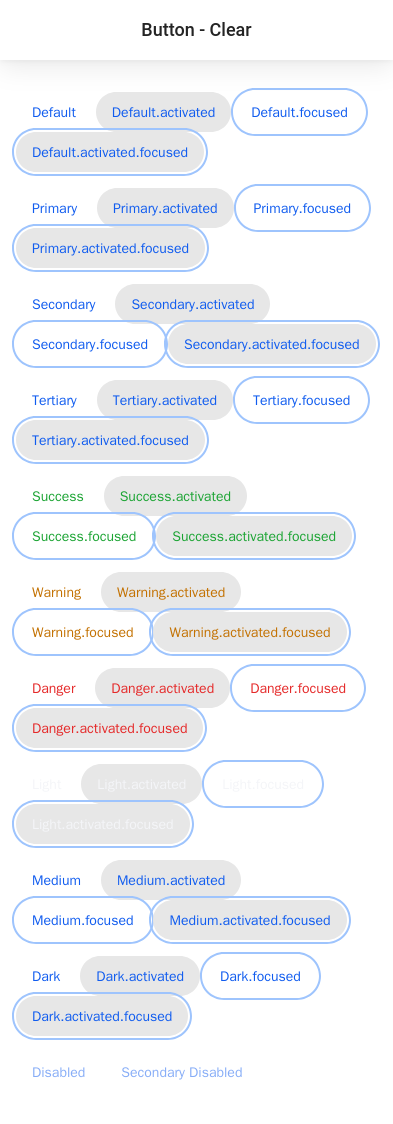 Button - Clear
Default Default.activated Default.focused
Default.activated.focused
Primary Primary.activated Primary.focused
Primary.activated.focused
Secondary Secondary.activated
Secondary.focused Secondary.activated.focused
Tertiary Tertiary.activated Tertiary.focused
Tertiary.activated.focused
Success Success.activated
Success.focused Success.activated.focused
Warning Warning.activated
Warning.focused Warning.activated.focused
Danger Danger.activated Danger.focused
Danger.activated.focused
Light Light.activated Light.focused
Light.activated.focused
Medium Medium.activated
Medium.focused Medium.activated.focused
Dark Dark.activated Dark.focused
Dark.activated.focused
Disabled Secondary Disabled